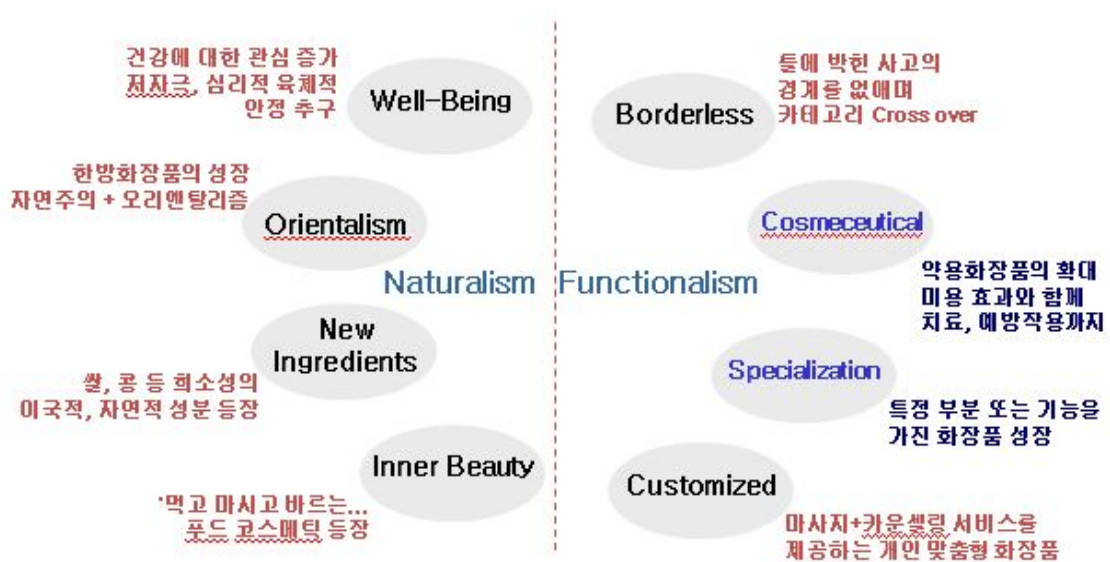 건강에 대한 관심 증가
저자극, 심리적 육체적
안정 추구
Well-Being
한방화장품의 성장
자연주의 + 오리엔탈리즘
Orientalism
Naturalism
New
Ingredients
쌀, 콩 등 희소성의
이국적, 자연적 성분 등장
Inner Beauty
'먹고 마시고 바르는...
푸드 코스메틱 등장
Borderless
틀에 박힌 사고의
경계를 없애며
카테고리 Cross over
Cosmeceutical
약용화장품의 확대
미용 효과와 함께
치료, 예방작용까지
Functionalism
Specialization
특정 부분 또는 기능을
가진 화장품 성장
Customized
마사지+카운셀링 서비스를
제공하는 개인 맞춤형 화장품